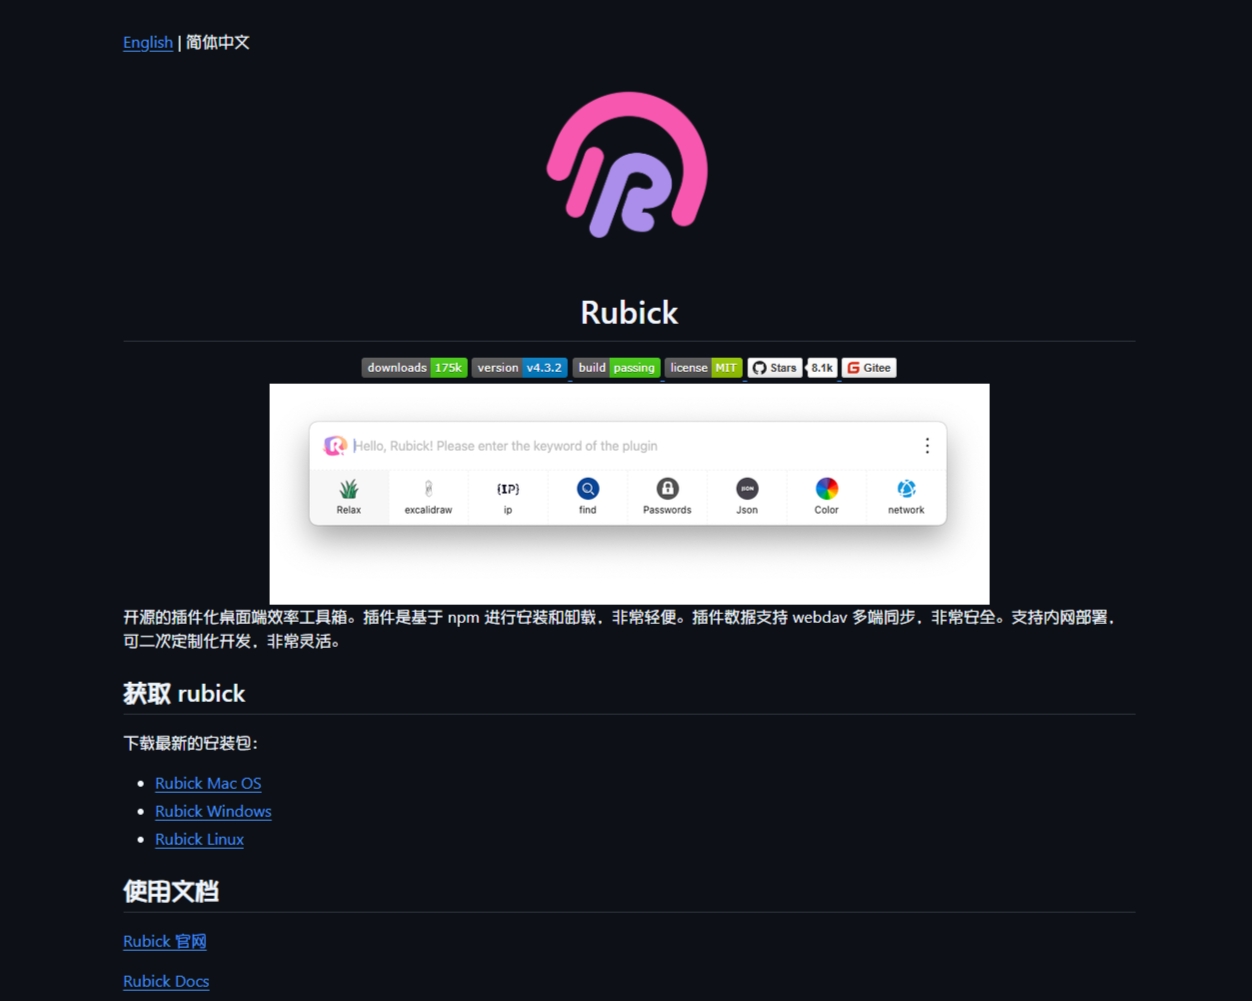 English | 简体中文
Rubick
downloads 175k version v4.3.2 build passing license MIT Stars 8.1k Gitee
Hello, Rubick! Please enter the keyword of the plugin
Relax excalidraw {IP} ip find Passwords JSON Json Color network
开源的插件化桌面端效率工具箱。插件是基于 npm 进行安装和卸载，非常轻便。插件数据支持 webdav 多端同步，非常安全。支持内网部署，
可二次定制化开发，非常灵活。
获取 rubick
下载最新的安装包：
Rubick Mac OS
Rubick Windows
Rubick Linux
使用文档
Rubick 官网
Rubick Docs